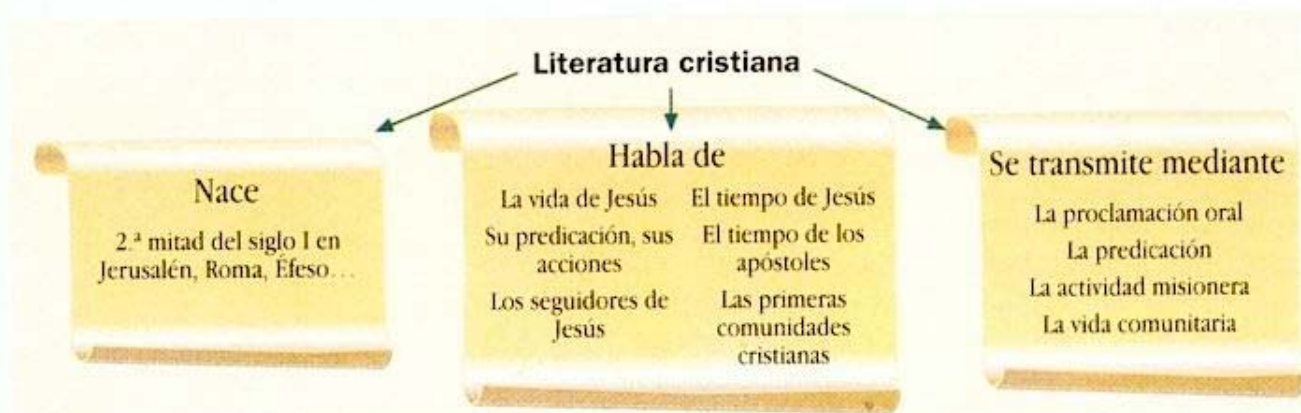 Literatura cristiana
Nace
2.ª mitad del siglo I en
Jerusalén, Roma, Éfeso…
Habla de
La vida de Jesús
Su predicación, sus
acciones
Los seguidores de
Jesús
El tiempo de Jesús
El tiempo de los
apóstoles
Las primeras
comunidades
cristianas
Se transmite mediante
La proclamación oral
La predicación
La actividad misionera
La vida comunitaria